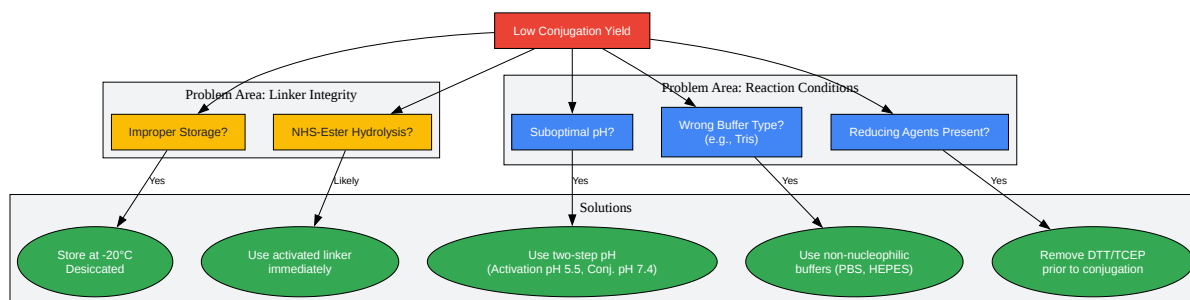 Low Conjugation Yield
Problem Area: Linker Integrity
Problem Area: Reaction Conditions
Improper Storage?
NHS-Ester Hydrolysis?
Suboptimal pH?
Wrong Buffer Type?
(e.g., Tris)
Reducing Agents Present?
Yes
Likely
Yes
Yes
Yes
Solutions
Store at -20°C
Desiccated
Use activated linker
immediately
Use two-step pH
(Activation pH 5.5, Conj. pH 7.4)
Use non-nucleophilic
buffers (PBS, HEPES)
Remove DTT/TCEP
prior to conjugation